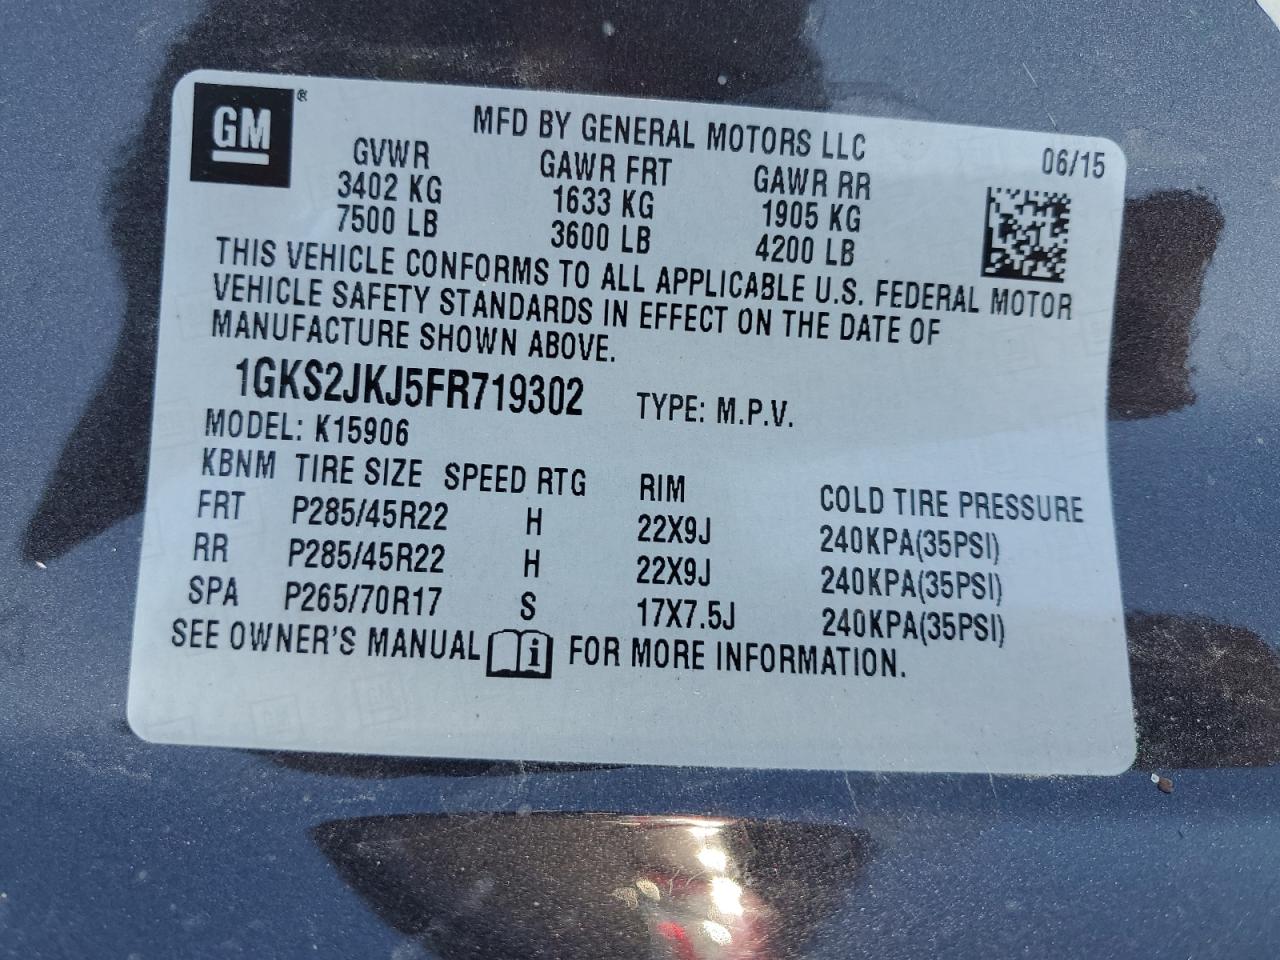 GM ®
MFD BY GENERAL MOTORS LLC
06/15
GVWR GAWR FRT GAWR RR
3402 KG 1633 KG 1905 KG
7500 LB 3600 LB 4200 LB
THIS VEHICLE CONFORMS TO ALL APPLICABLE U.S. FEDERAL MOTOR
VEHICLE SAFETY STANDARDS IN EFFECT ON THE DATE OF
MANUFACTURE SHOWN ABOVE.
1GKS2JKJ5FR719302 TYPE: M.P.V.
MODEL: K15906
KBNM TIRE SIZE SPEED RTG RIM COLD TIRE PRESSURE
FRT P285/45R22 H 22X9J 240KPA(35PSI)
RR P285/45R22 H 22X9J 240KPA(35PSI)
SPA P265/70R17 S 17X7.5J 240KPA(35PSI)
SEE OWNER'S MANUAL i FOR MORE INFORMATION.